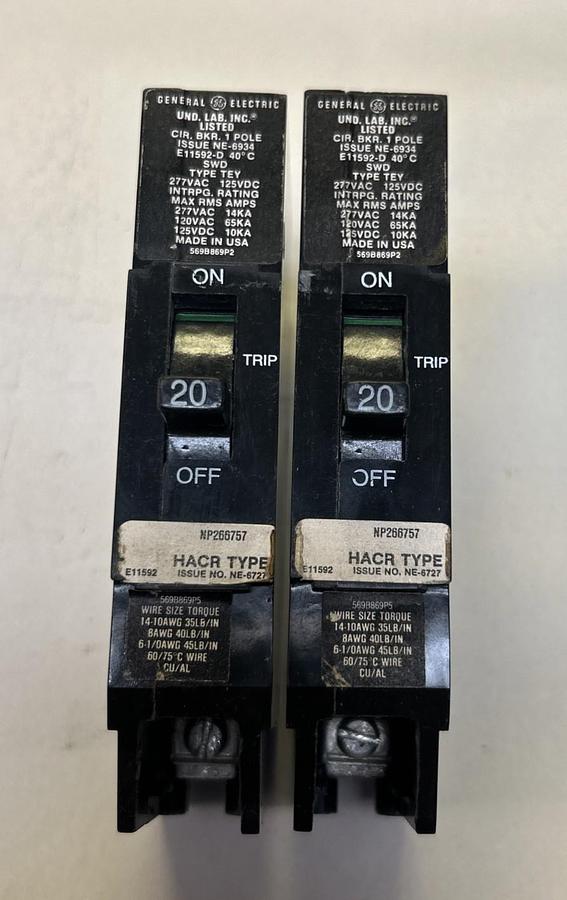 GENERAL GE ELECTRIC
UND. LAB. INC.®
LISTED
CIR. BKR. 1 POLE
ISSUE NE-6934
E11592-D 40°C
SWD
TYPE TEY
277VAC 125VDC
INTRPG. RATING
MAX RMS AMPS
277VAC 14KA
120VAC 65KA
125VDC 10KA
MADE IN USA
569B869P2
ON
TRIP
20
OFF
NP266757
HACR TYPE
E11592 ISSUE NO. NE-6727
569B869P5
WIRE SIZE TORQUE
14-10AWG 35LB/IN
8AWG 40LB/IN
6-1/0AWG 45LB/IN
60/75°C WIRE
CU/AL
GENERAL GE ELECTRIC
UND. LAB. INC.®
LISTED
CIR. BKR. 1 POLE
ISSUE NE-6934
E11592-D 40°C
SWD
TYPE TEY
277VAC 125VDC
INTRPG. RATING
MAX RMS AMPS
277VAC 14KA
120VAC 65KA
125VDC 10KA
MADE IN USA
569B869P2
ON
TRIP
20
OFF
NP266757
HACR TYPE
E11592 ISSUE NO. NE-6727
569B869P5
WIRE SIZE TORQUE
14-10AWG 35LB/IN
8AWG 40LB/IN
6-1/0AWG 45LB/IN
60/75°C WIRE
CU/AL